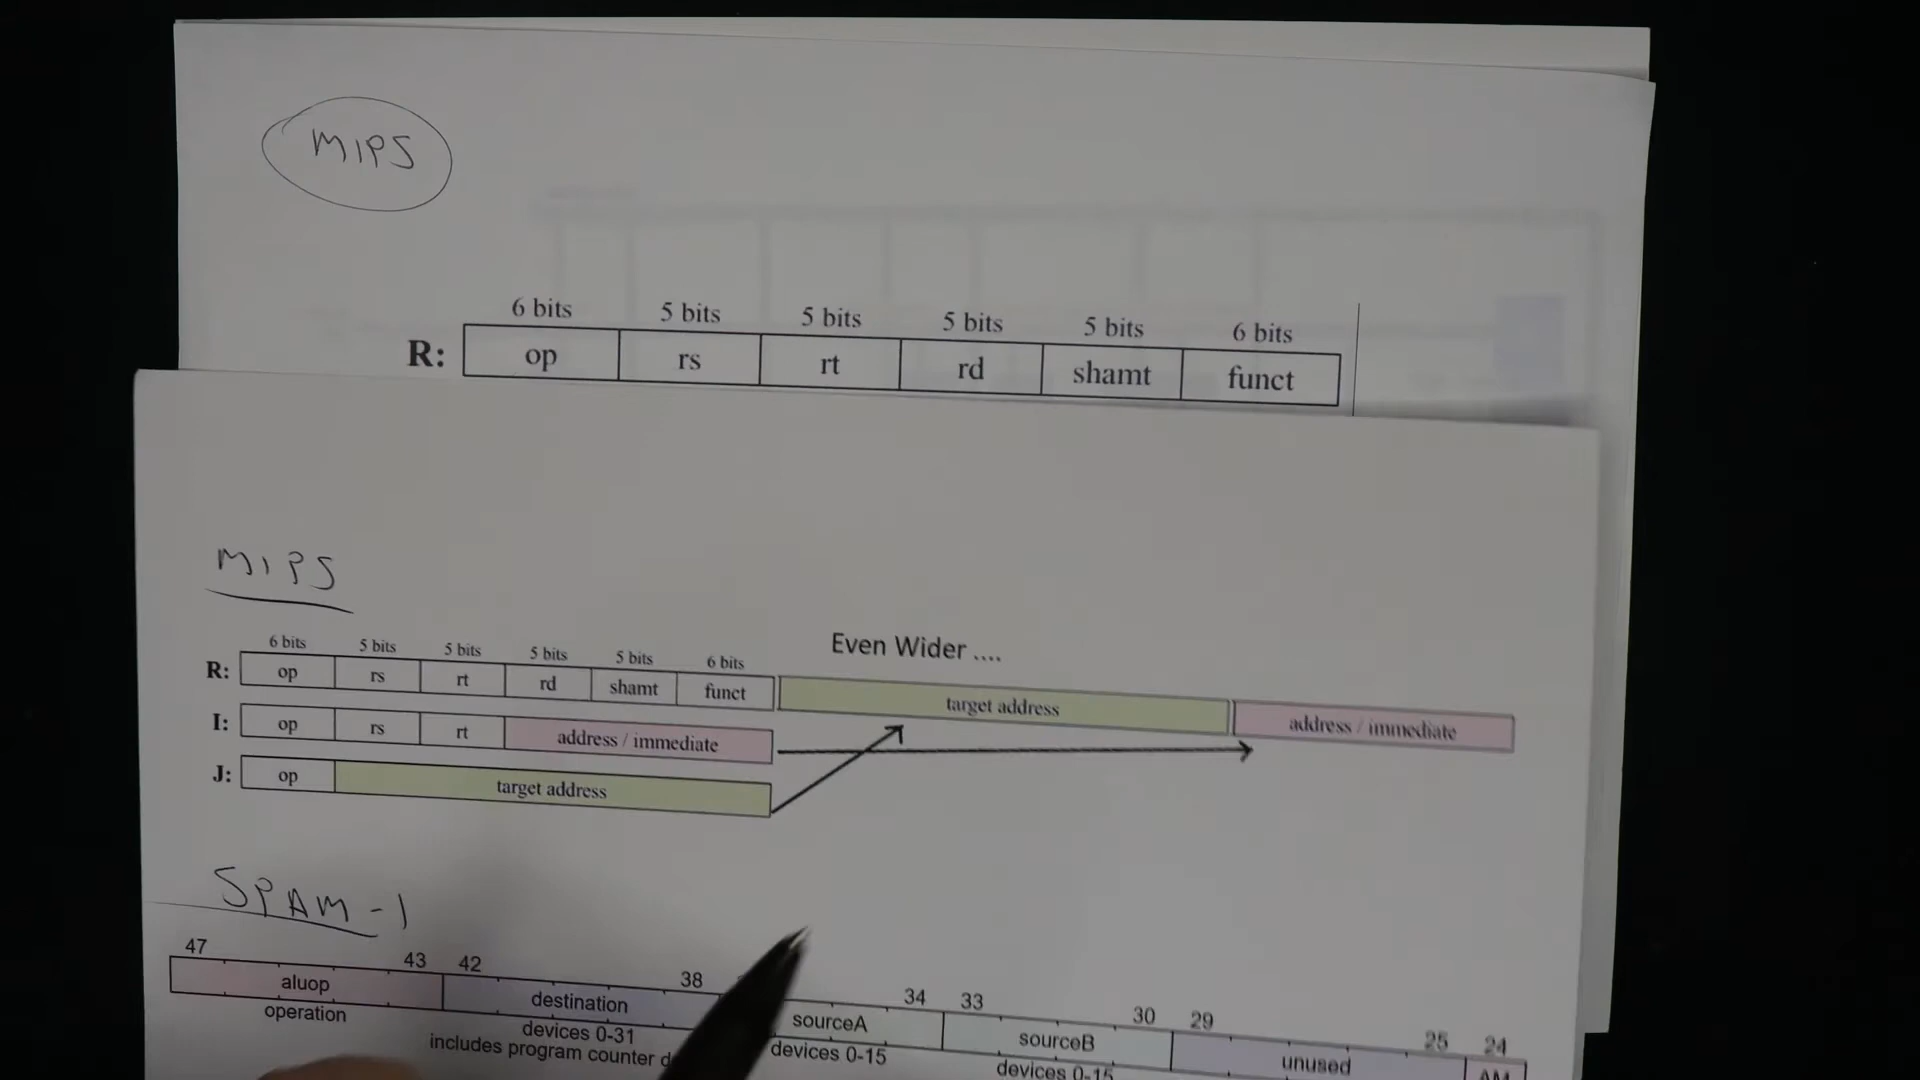 MIPS
6 bits 5 bits 5 bits 5 bits 5 bits 6 bits
R: op rs rt rd shamt funct
MIPS
Even Wider ....
6 bits 5 bits 5 bits 5 bits 5 bits 6 bits
R: op rs rt rd shamt funct target address address / immediate
I: op rs rt address / immediate
J: op target address
SPAM-1
47 43 42 38 34 33 30 29 25 24
aluop destination sourceA sourceB unused AM
operation devices 0-31 devices 0-15 devices 0-15
includes program counter